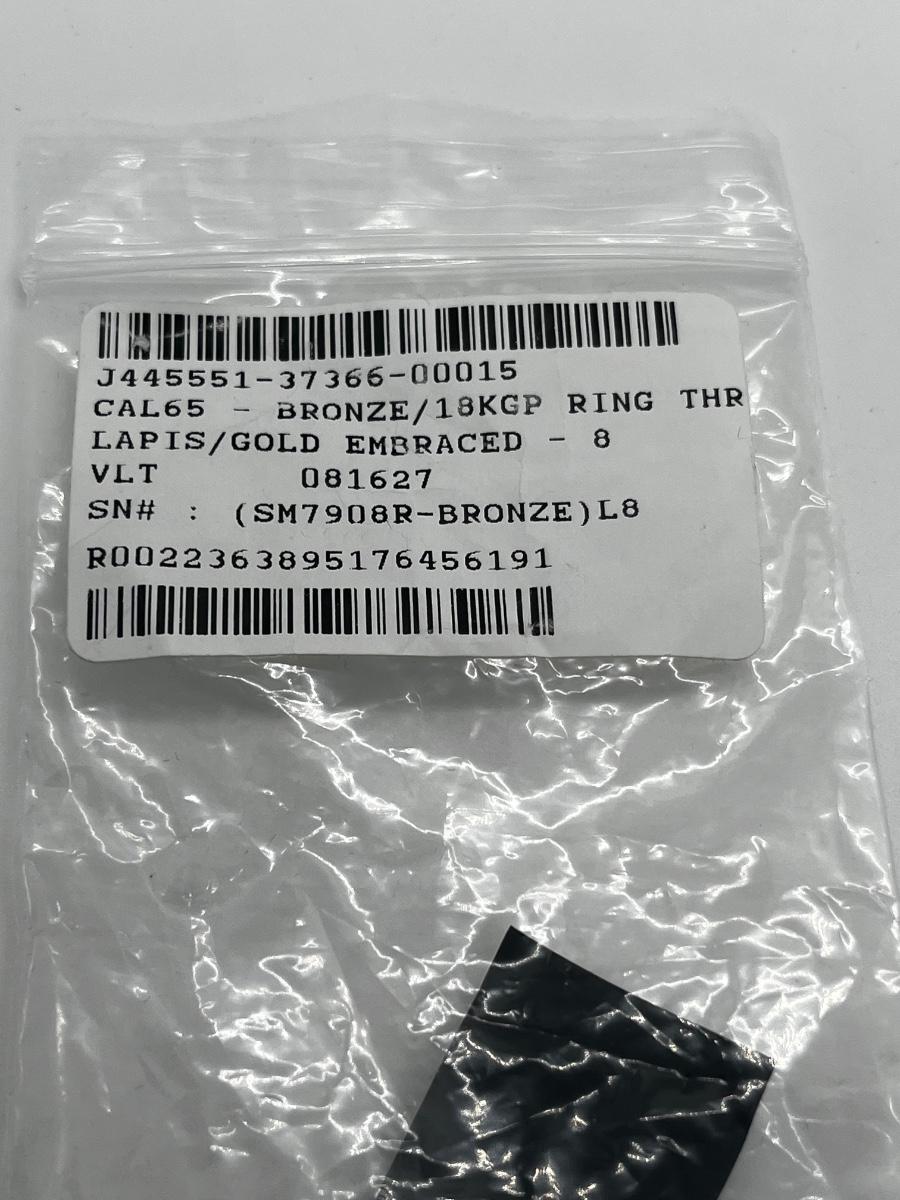 J445551-37366-00015
CAL65 - BRONZE/18KGP RING THR
LAPIS/GOLD EMBRACED - 8
VLT 081627
SN# : (SM7908R-BRONZE)L8
R0022363895176456191